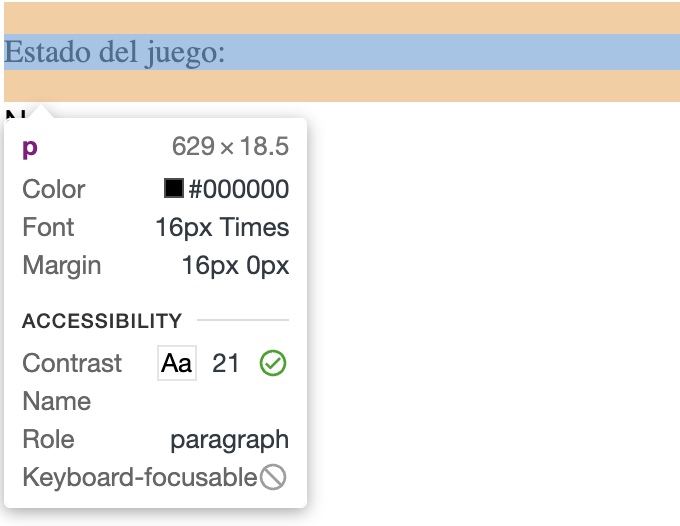 Estado del juego:
p 629 × 18.5
Color #000000
Font 16px Times
Margin 16px 0px
ACCESSIBILITY
Contrast Aa 21
Name
Role paragraph
Keyboard-focusable